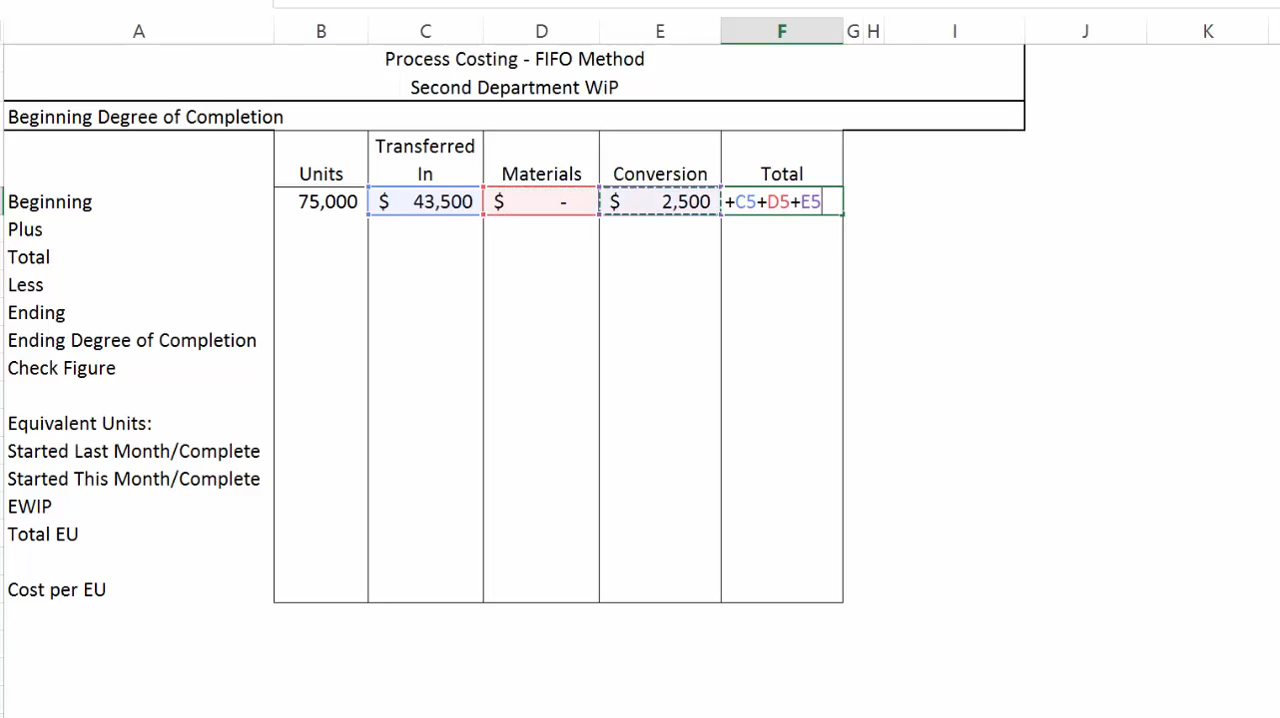 A B C D E F G H I J K
Process Costing - FIFO Method
Second Department WiP
Beginning Degree of Completion
Transferred
Units In Materials Conversion Total
Beginning 75,000 $ 43,500 $ - $ 2,500 +C5+D5+E5
Plus
Total
Less
Ending
Ending Degree of Completion
Check Figure
Equivalent Units:
Started Last Month/Complete
Started This Month/Complete
EWIP
Total EU
Cost per EU